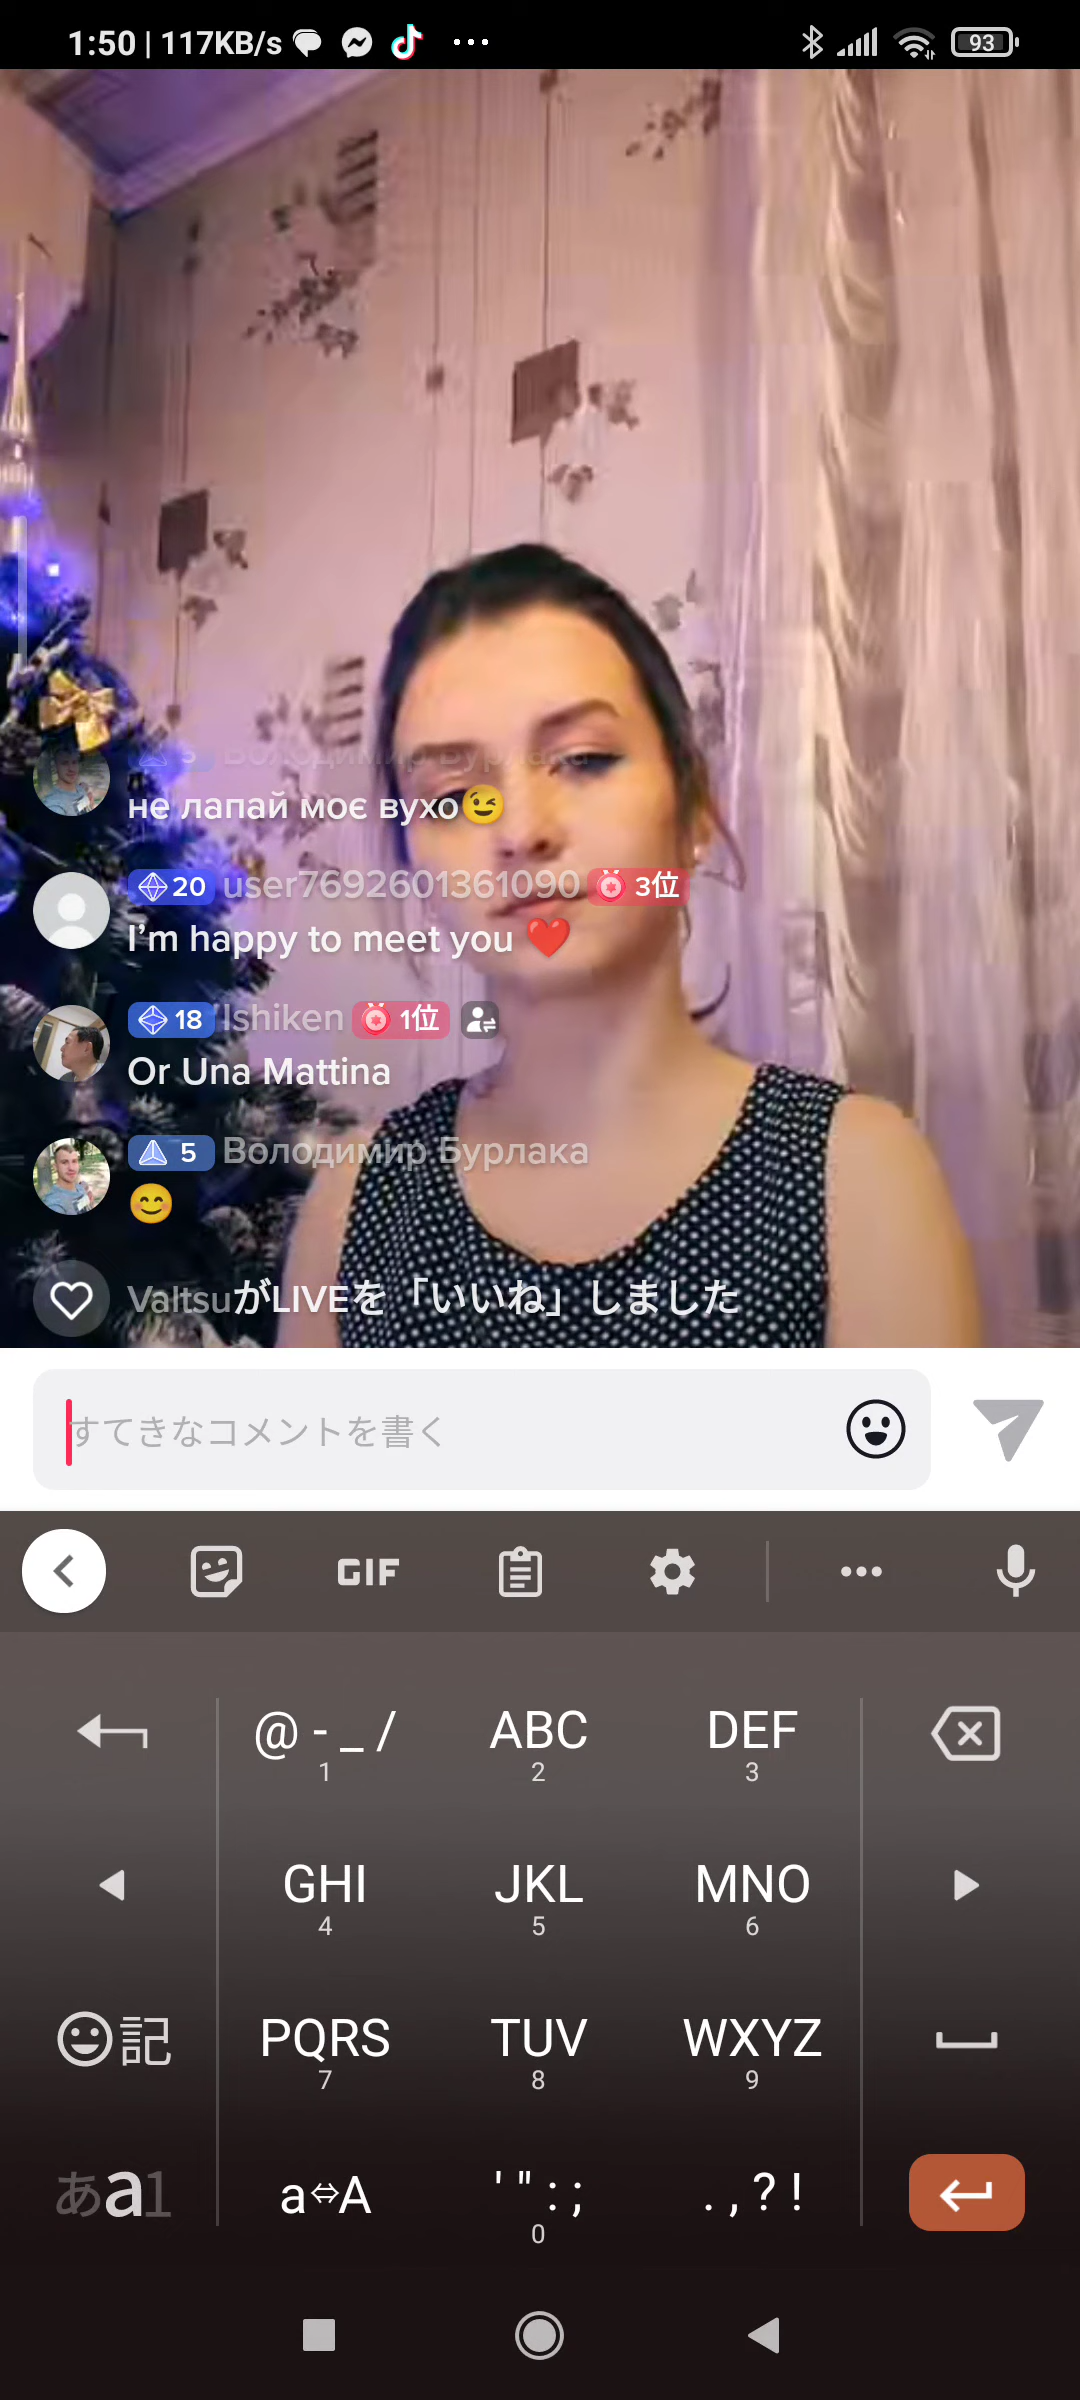 1:50 | 117KB/s
93
5 Володимир Бурлака
не лапай моє вухо😉
20 user7692601361090 3位
I'm happy to meet you ❤️
18 Ishiken 1位
Or Una Mattina
5 Володимир Бурлака
😊
ValtsuがLIVEを「いいね」しました
すてきなコメントを書く
GIF
@-_/ ABC DEF
1 2 3
GHI JKL MNO
4 5 6
記 PQRS TUV WXYZ
7 8 9
あa1 a⇔A '":; .,?!
0